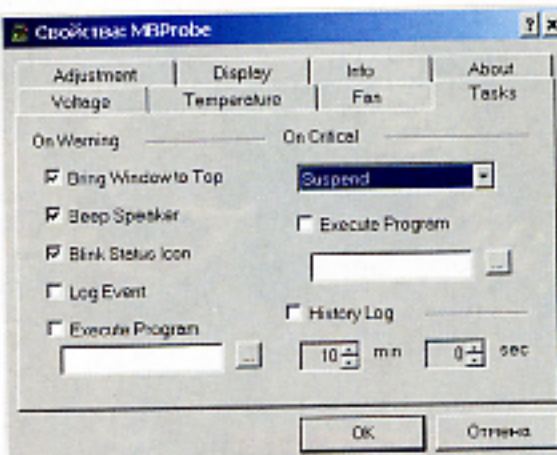 Свойства: MBProbe
Adjustment Display Info About
Voltage Temperature Fan Tasks
On Warning On Critical
Bring Window to Top Suspend
Beep Speaker Execute Program
Blink Status Icon ...
Log Event History Log
Execute Program 10 min 0 sec
...
OK Отмена